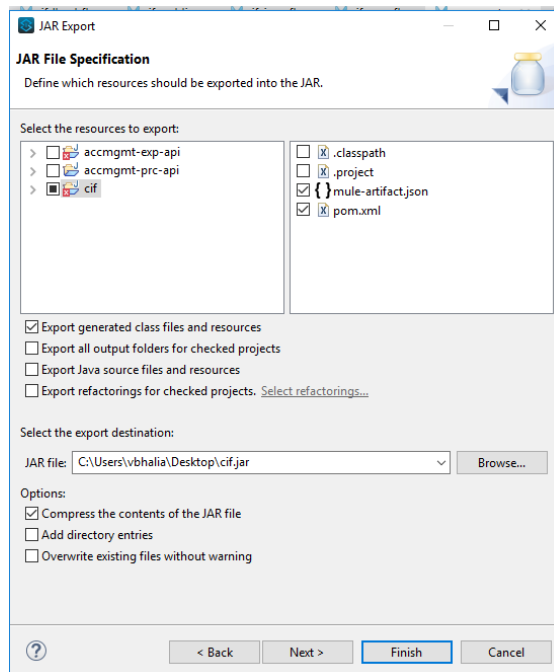 JAR Export
JAR File Specification
Define which resources should be exported into the JAR.
Select the resources to export:
accmgmt-exp-api
accmgmt-prc-api
cif
.classpath
.project
mule-artifact.json
pom.xml
Export generated class files and resources
Export all output folders for checked projects
Export Java source files and resources
Export refactorings for checked projects. Select refactorings...
Select the export destination:
JAR file: C:\Users\vbhalia\Desktop\cif.jar Browse...
Options:
Compress the contents of the JAR file
Add directory entries
Overwrite existing files without warning
? < Back Next > Finish Cancel